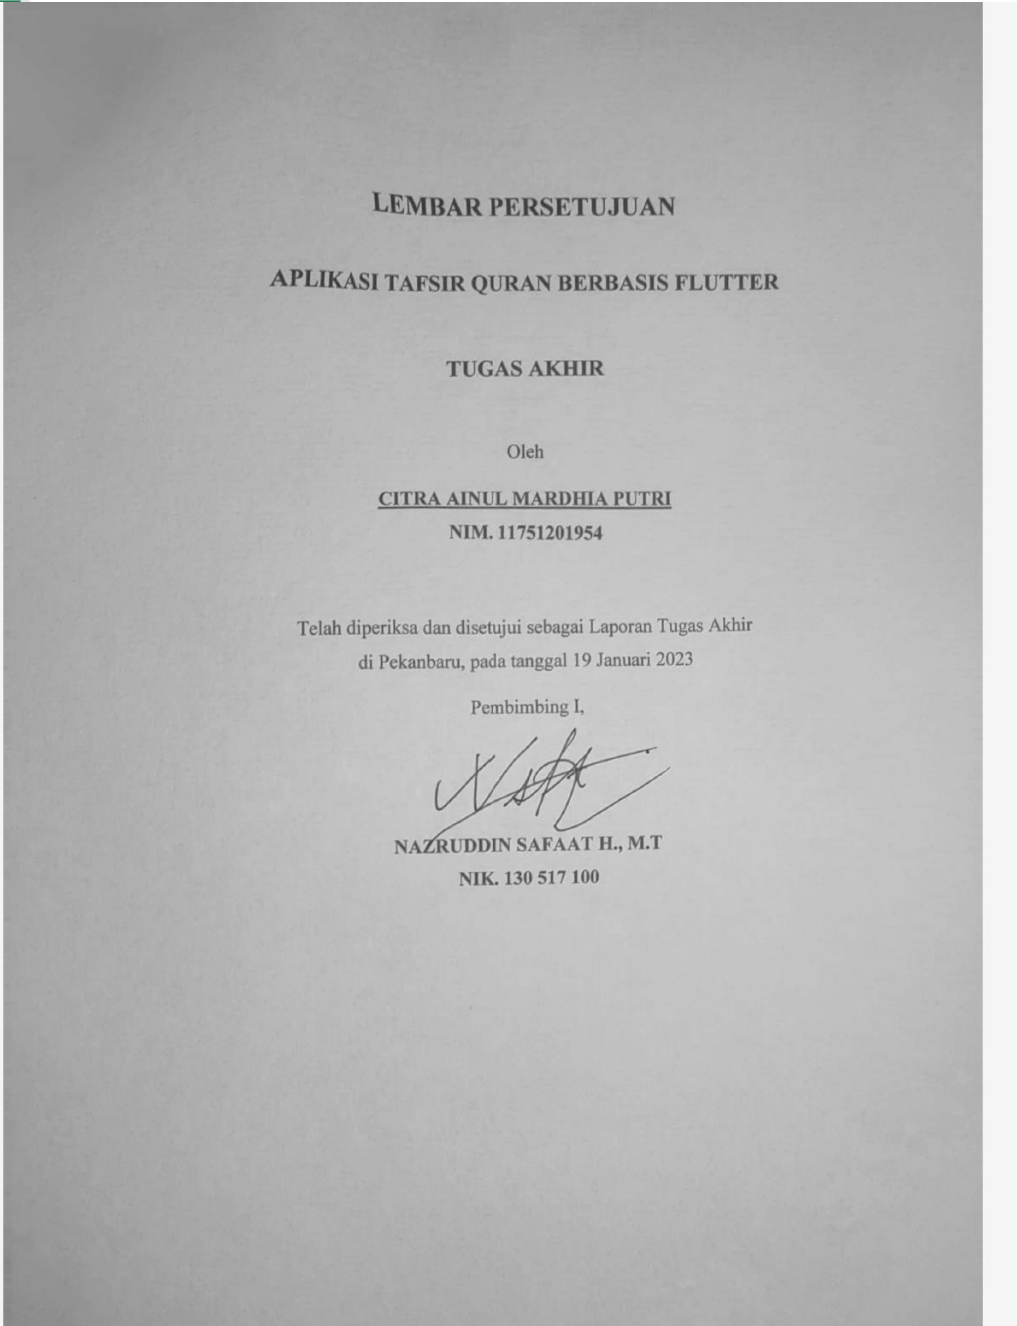 LEMBAR PERSETUJUAN
APLIKASI TAFSIR QURAN BERBASIS FLUTTER
TUGAS AKHIR
Oleh
CITRA AINUL MARDHIA PUTRI
NIM. 11751201954
Telah diperiksa dan disetujui sebagai Laporan Tugas Akhir
di Pekanbaru, pada tanggal 19 Januari 2023
Pembimbing I,
NAZRUDDIN SAFAAT H., M.T
NIK. 130 517 100